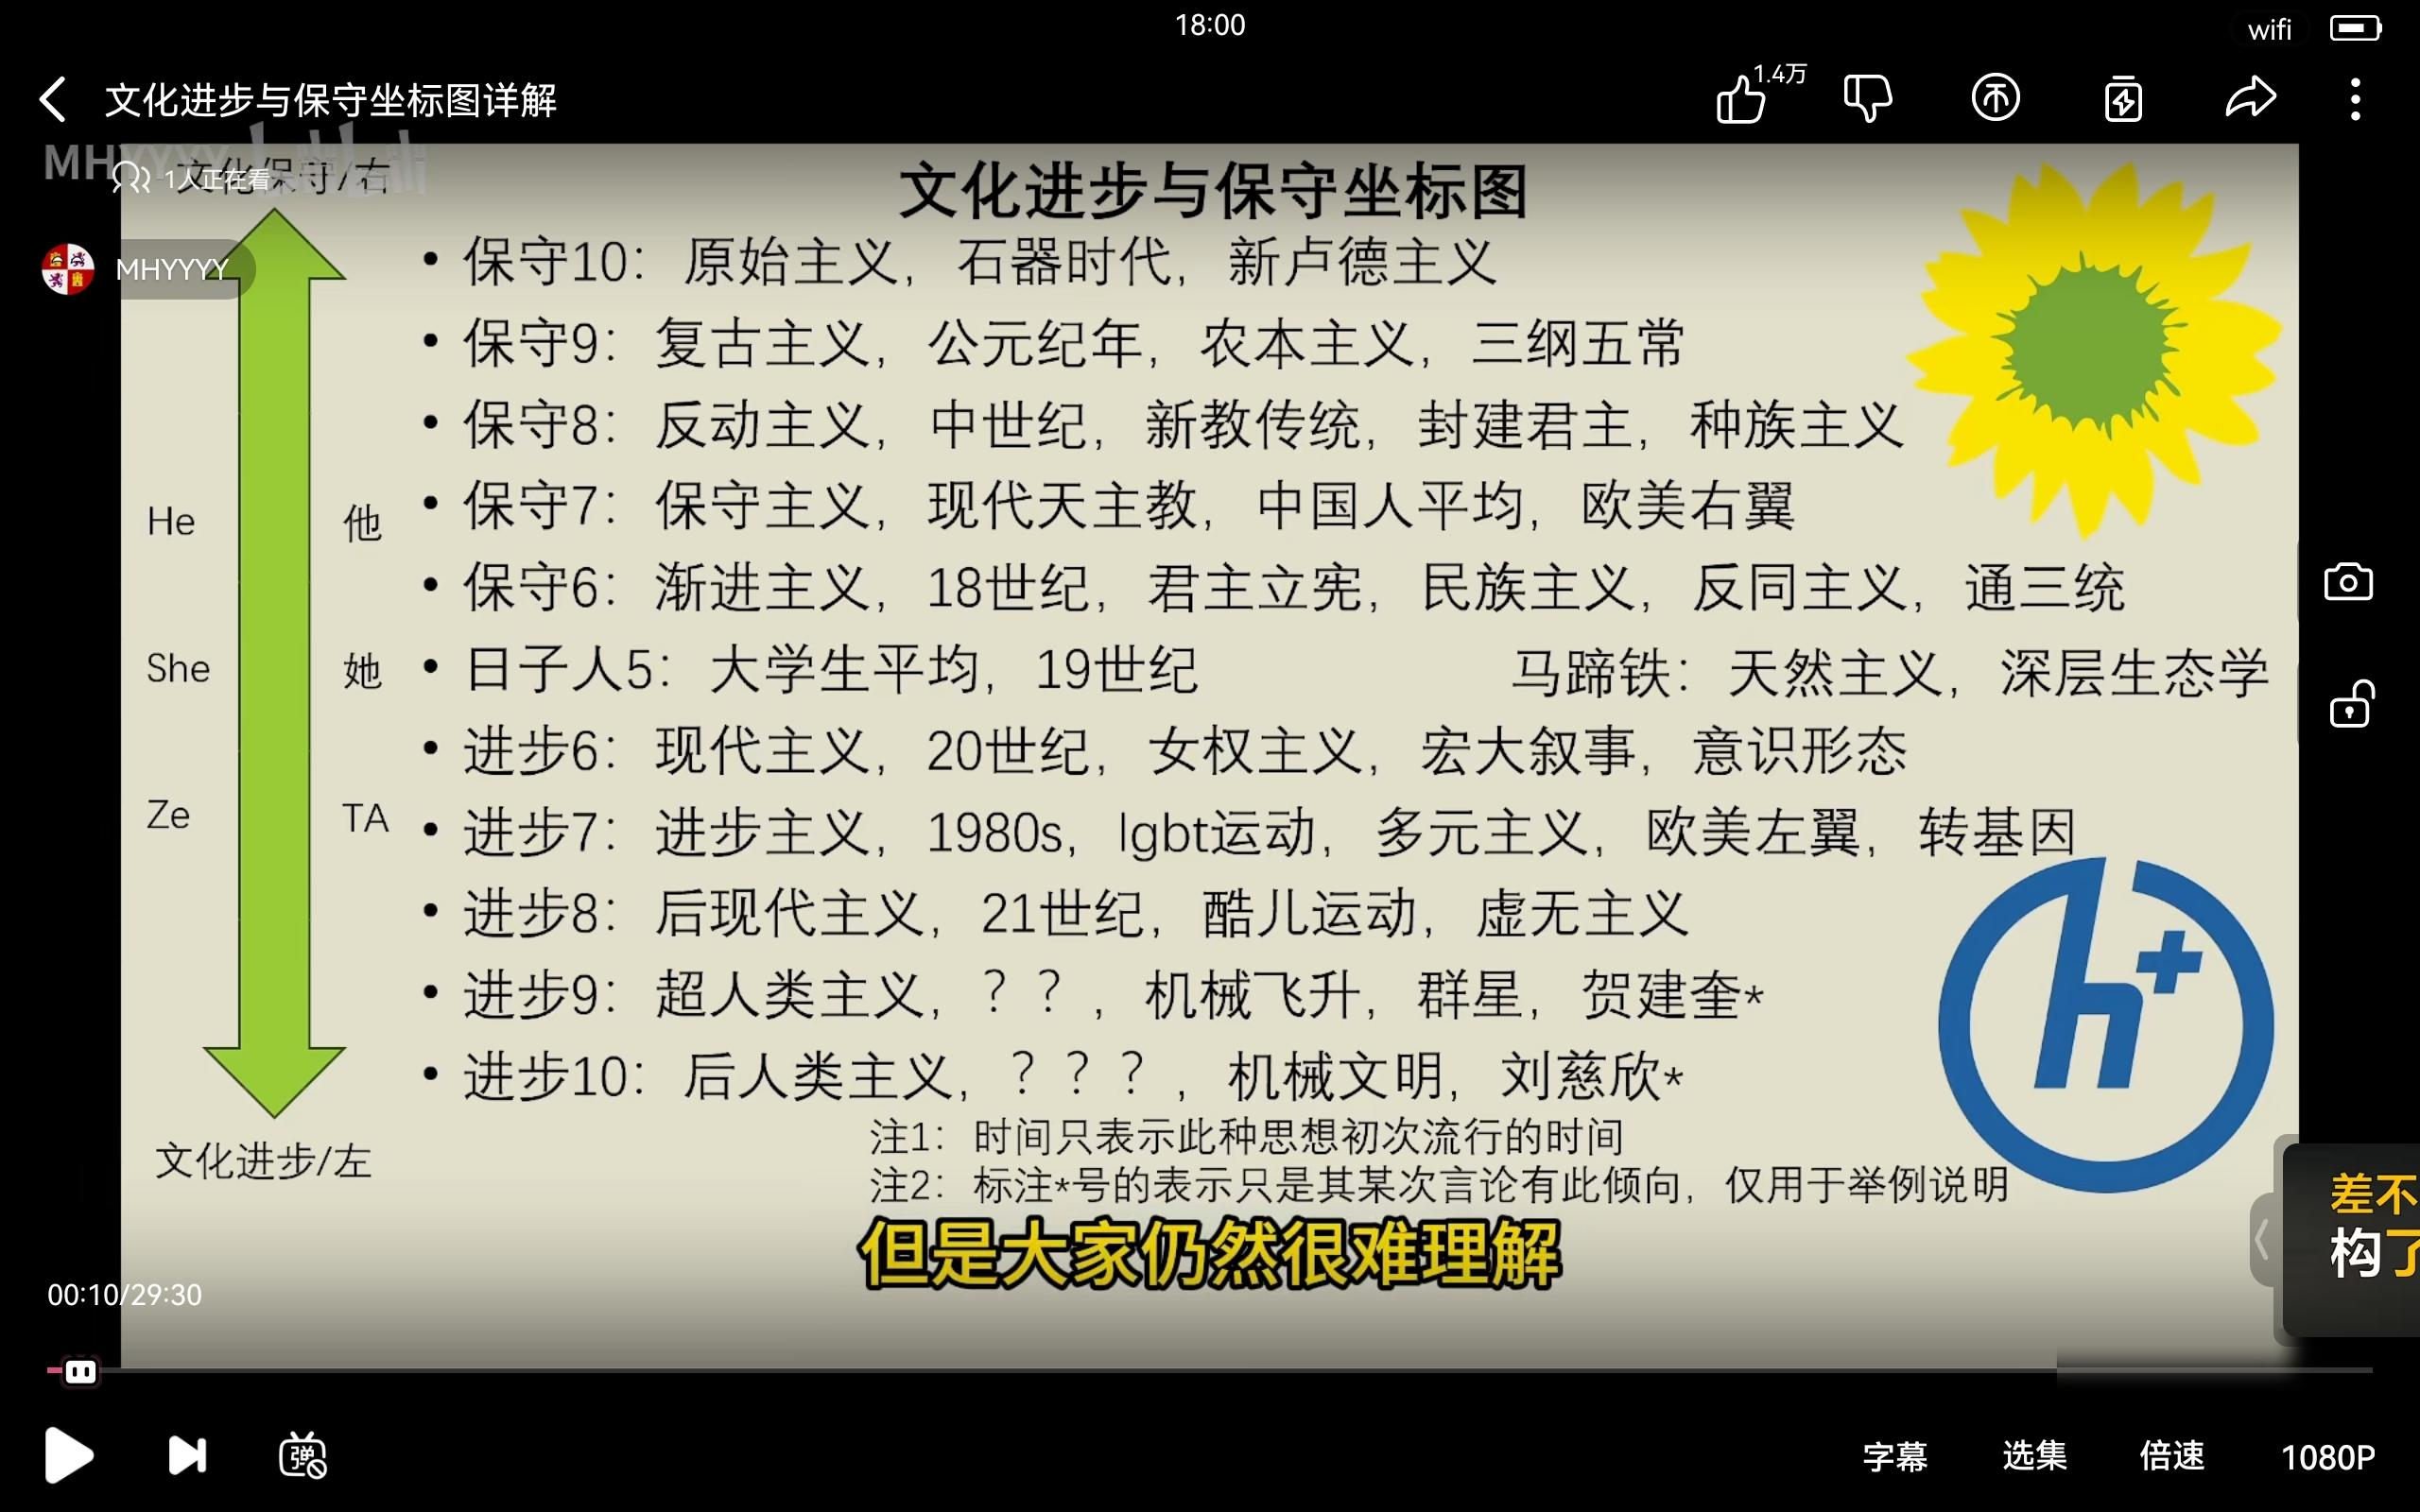 18:00
wifi
文化进步与保守坐标图详解
1.4万
MHYYYY
文化保守/右
1人正在看
文化进步与保守坐标图
MHYYYY
• 保守10：原始主义，石器时代，新卢德主义
• 保守9：复古主义，公元纪年，农本主义，三纲五常
• 保守8：反动主义，中世纪，新教传统，封建君主，种族主义
• 保守7：保守主义，现代天主教，中国人平均，欧美右翼
He
他
• 保守6：渐进主义，18世纪，君主立宪，民族主义，反同主义，通三统
She
她
• 日子人5：大学生平均，19世纪
马蹄铁：天然主义，深层生态学
• 进步6：现代主义，20世纪，女权主义，宏大叙事，意识形态
Ze
TA
• 进步7：进步主义，1980s，lgbt运动，多元主义，欧美左翼，转基因
• 进步8：后现代主义，21世纪，酷儿运动，虚无主义
• 进步9：超人类主义，？？，机械飞升，群星，贺建奎*
• 进步10：后人类主义，？？？，机械文明，刘慈欣*
h+
文化进步/左
注1：时间只表示此种思想初次流行的时间
注2：标注*号的表示只是其某次言论有此倾向，仅用于举例说明
差不
构了
但是大家仍然很难理解
00:10/29:30
弹
字幕
选集
倍速
1080P